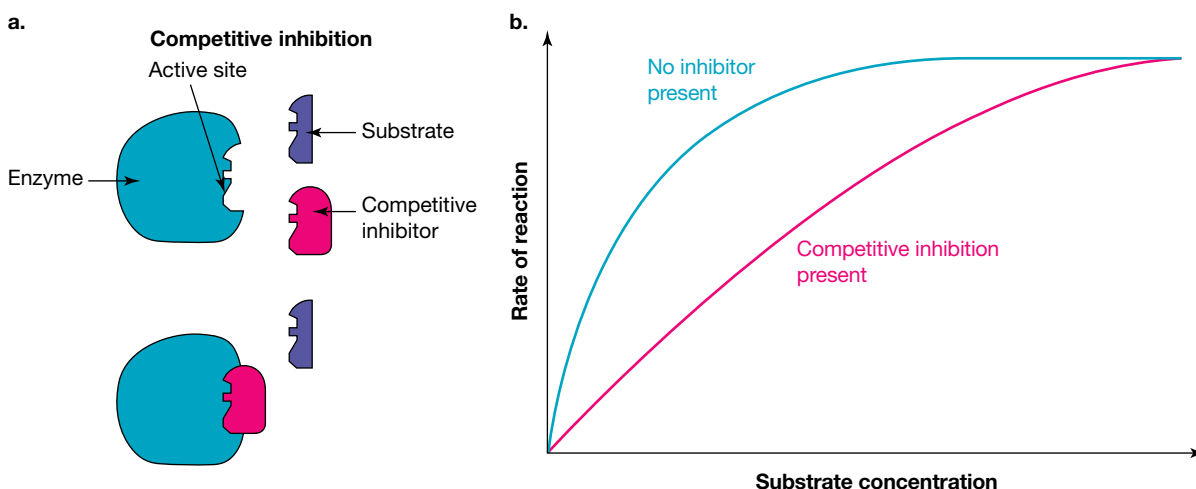 a.
Competitive inhibition
Active site
Substrate
Enzyme
Competitive
inhibitor
b.
No inhibitor
present
Competitive inhibition
present
Rate of reaction
Substrate concentration